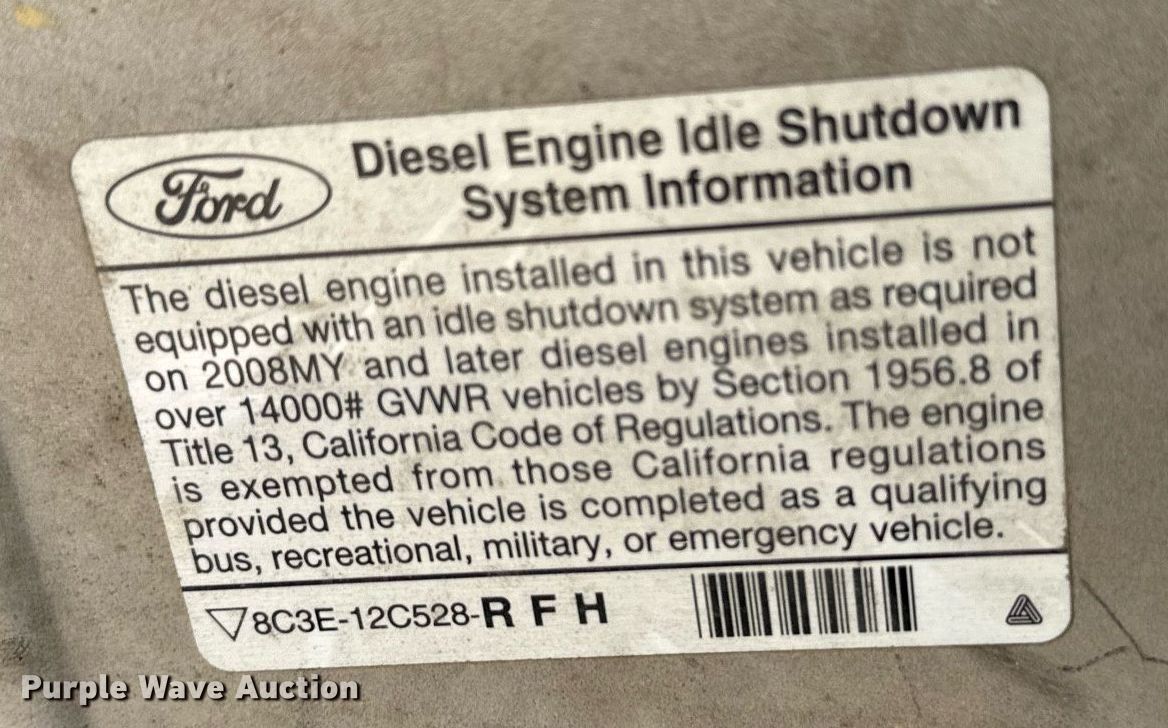 Ford
Diesel Engine Idle Shutdown
System Information
The diesel engine installed in this vehicle is not
equipped with an idle shutdown system as required
on 2008MY and later diesel engines installed in
over 14000# GVWR vehicles by Section 1956.8 of
Title 13, California Code of Regulations. The engine
is exempted from those California regulations
provided the vehicle is completed as a qualifying
bus, recreational, military, or emergency vehicle.
8C3E-12C528-R F H
Purple Wave Auction